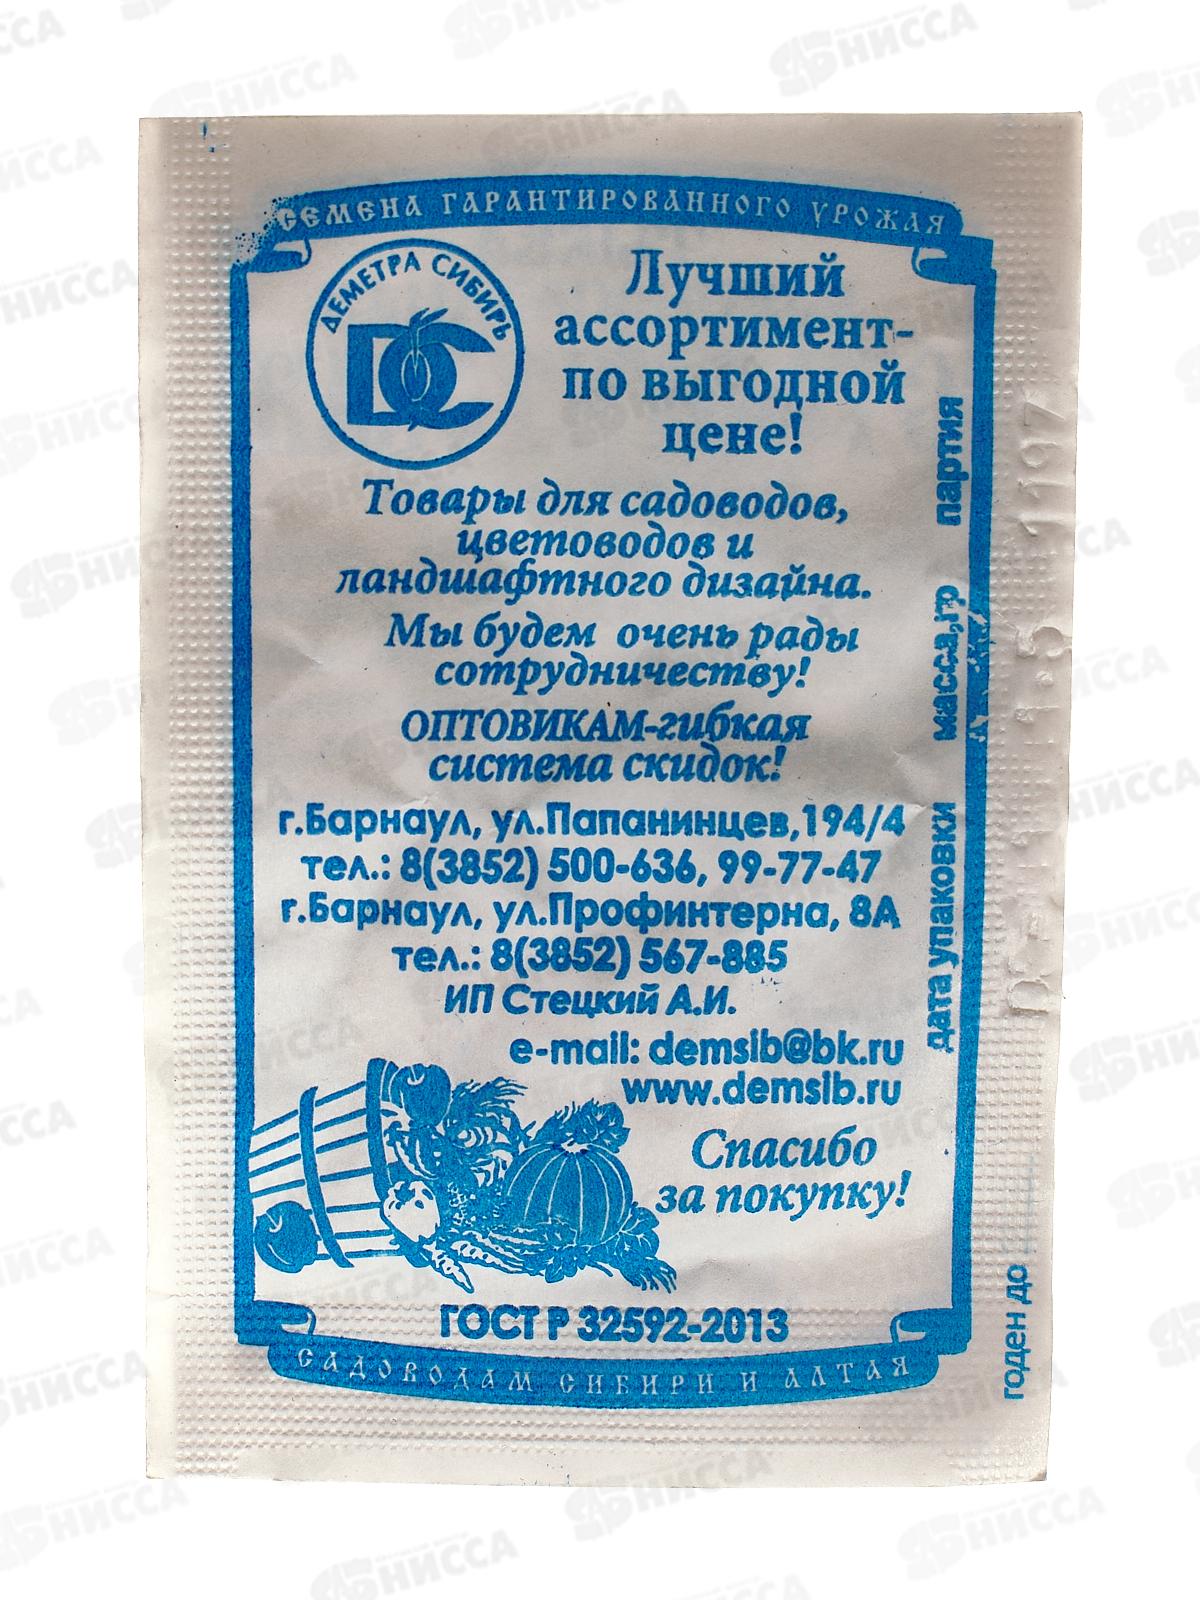 СЕМЕНА ГАРАНТИРОВАННОГО УРОЖАЯ
ДЕМЕТРА СИБИРЬ
DC
Лучший
ассортимент-
по выгодной
цене!
Товары для садоводов,
цветоводов и
ландшафтного дизайна.
Мы будем очень рады
сотрудничеству!
ОПТОВИКАМ-гибкая
система скидок!
г.Барнаул, ул.Папанинцев,194/4
тел.: 8(3852) 500-636, 99-77-47
г.Барнаул, ул.Профинтерна, 8А
тел.: 8(3852) 567-885
ИП Стецкий А.И.
e-mail: demsib@bk.ru
www.demsib.ru
Спасибо
за покупку!
ГОСТ Р 32592-2013
САДОВОДАМ СИБИРИ И АЛТАЯ
дата упаковки масса,гр партия
годен до
НИССА